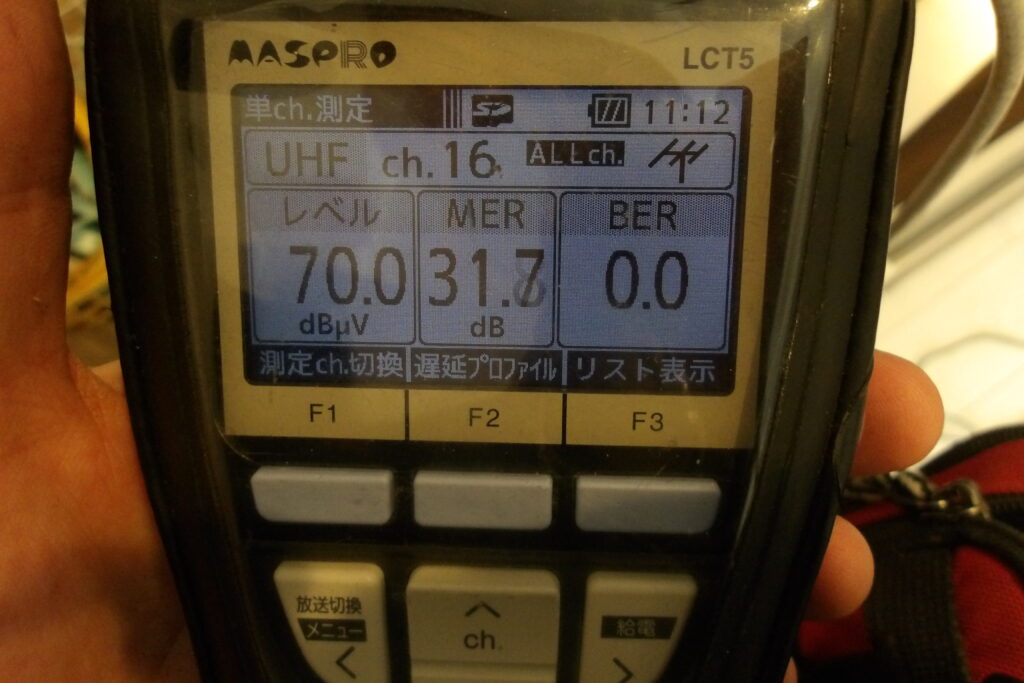 MASPRO LCT5
単ch.測定 SD 11:12
UHF ch.16 ALLch.
レベル MER BER
70.0 31.7 0.0
dBμV dB
測定ch.切換 遅延プロファイル リスト表示
F1 F2 F3
放送切換
メニュー 給電
ch.